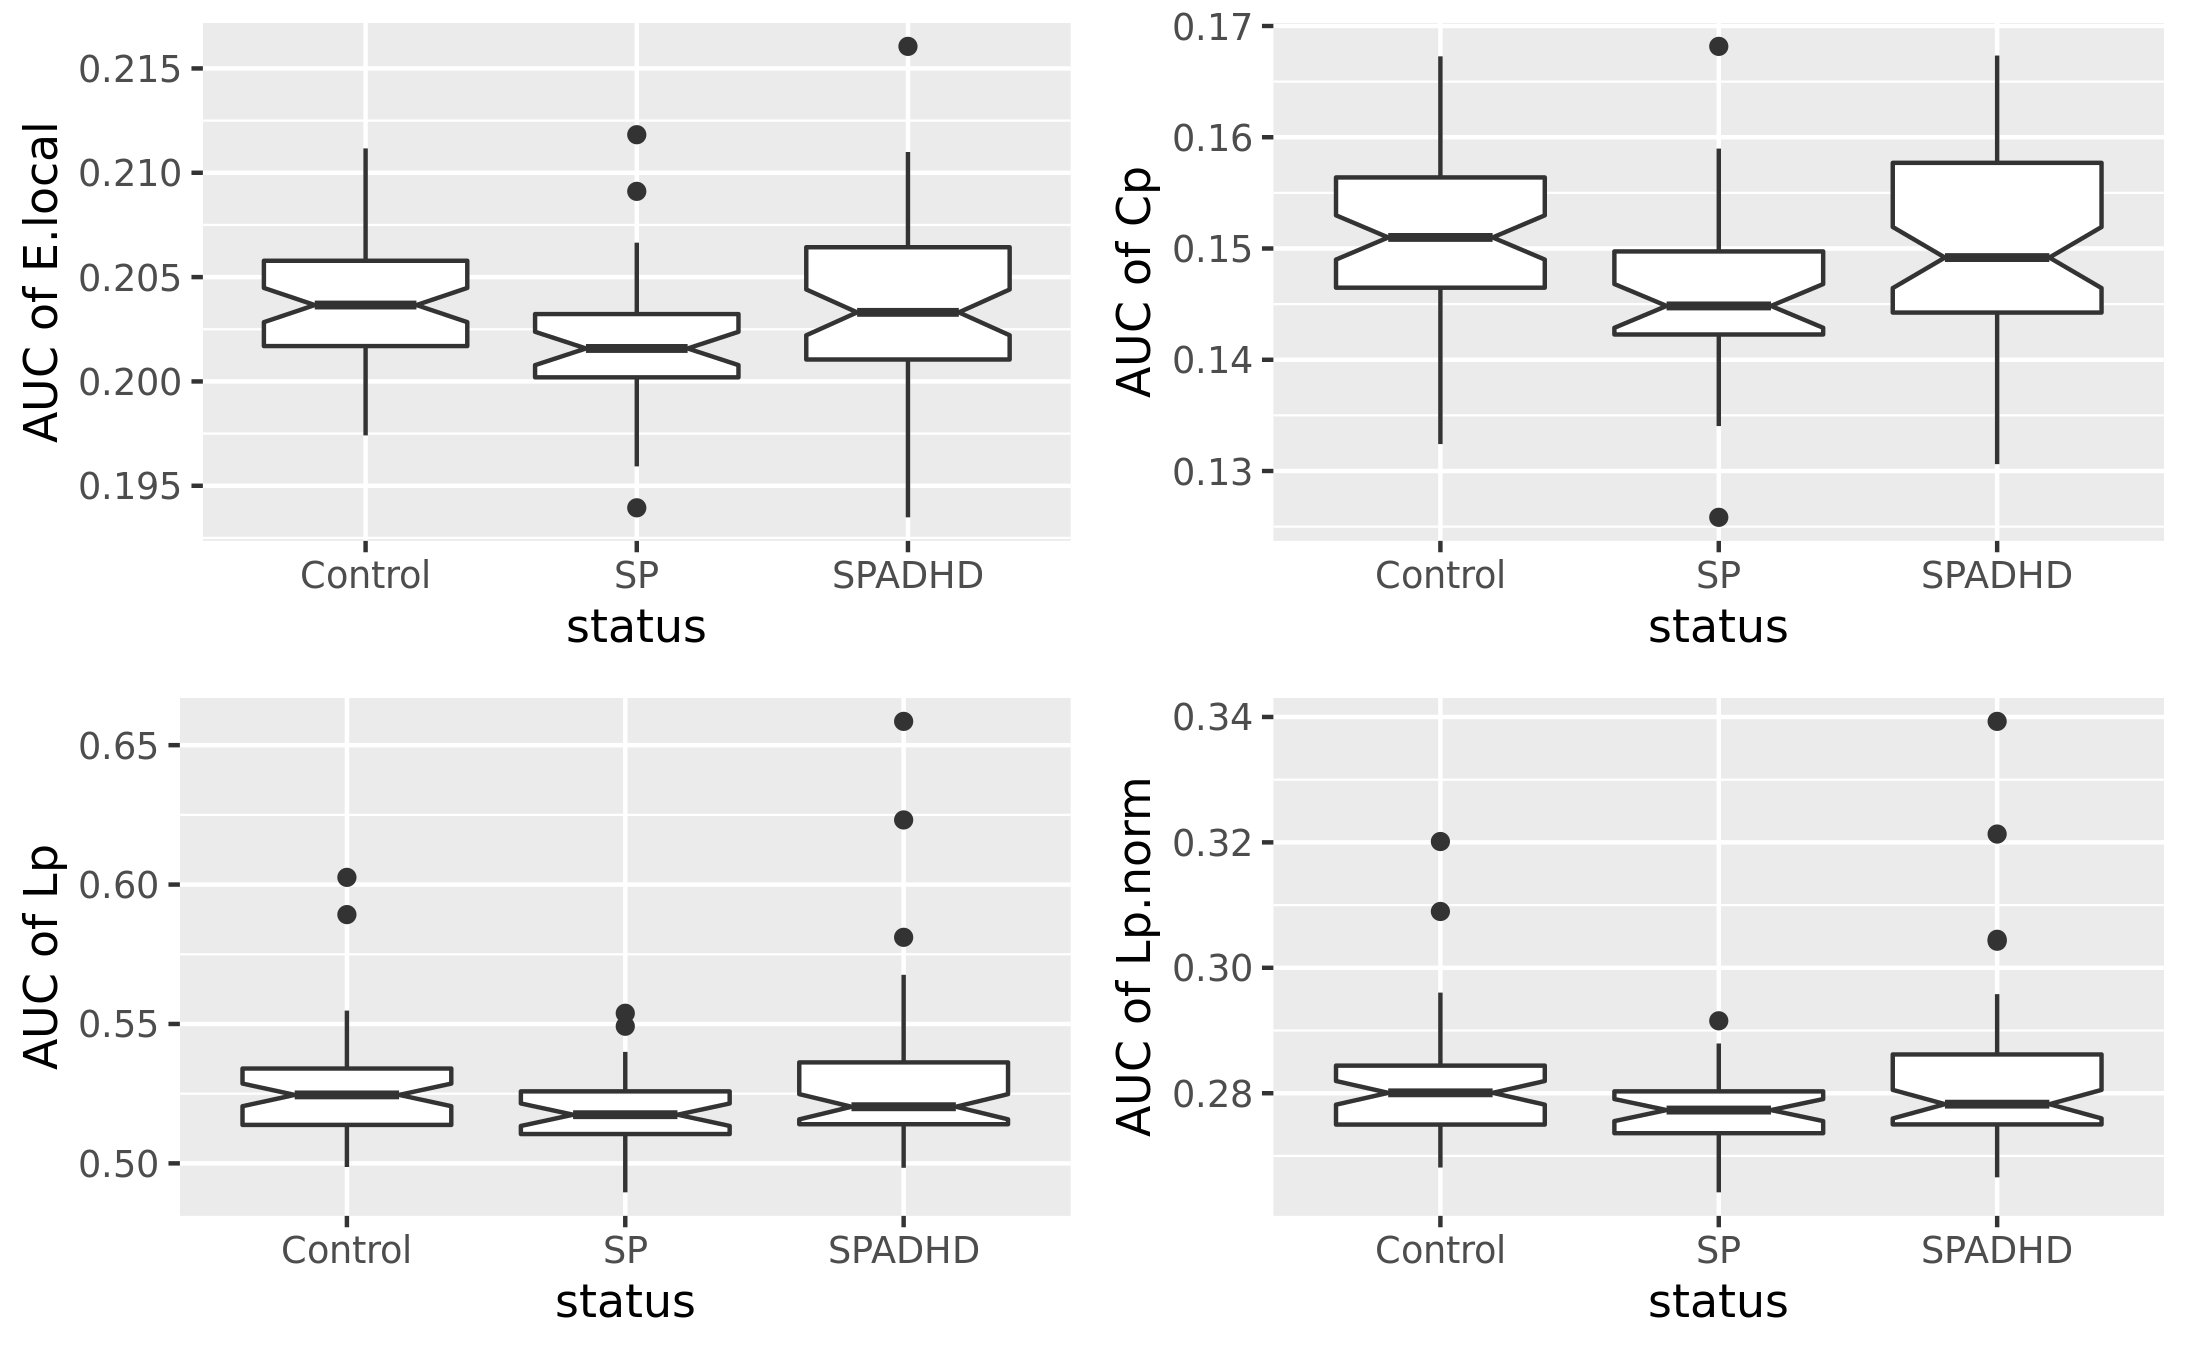 AUC of E.local
0.215
0.210
0.205
0.200
0.195
Control SP SPADHD
status
AUC of Cp
0.17
0.16
0.15
0.14
0.13
Control SP SPADHD
status
AUC of Lp
0.65
0.60
0.55
0.50
Control SP SPADHD
status
AUC of Lp.norm
0.34
0.32
0.30
0.28
Control SP SPADHD
status